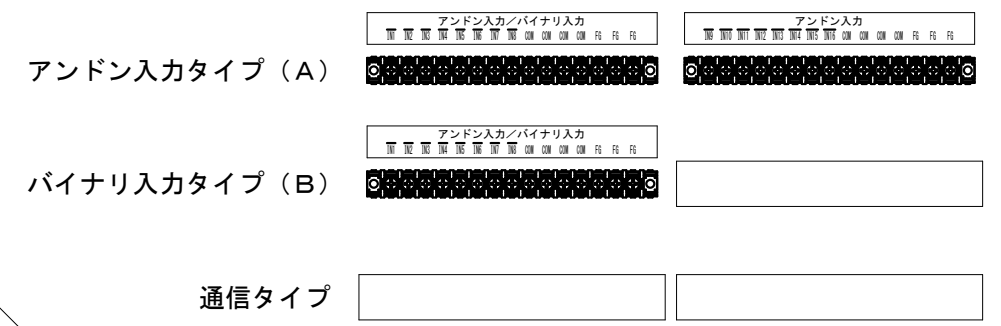 アンドン入力／バイナリ入力
IN1 IN2 IN3 IN4 IN5 IN6 IN7 IN8 COM COM COM COM FG FG FG
アンドン入力
IN9 IN10 IN11 IN12 IN13 IN14 IN15 IN16 COM COM COM COM FG FG FG
アンドン入力タイプ（A）
アンドン入力／バイナリ入力
IN1 IN2 IN3 IN4 IN5 IN6 IN7 IN8 COM COM COM COM FG FG FG
バイナリ入力タイプ（B）
通信タイプ